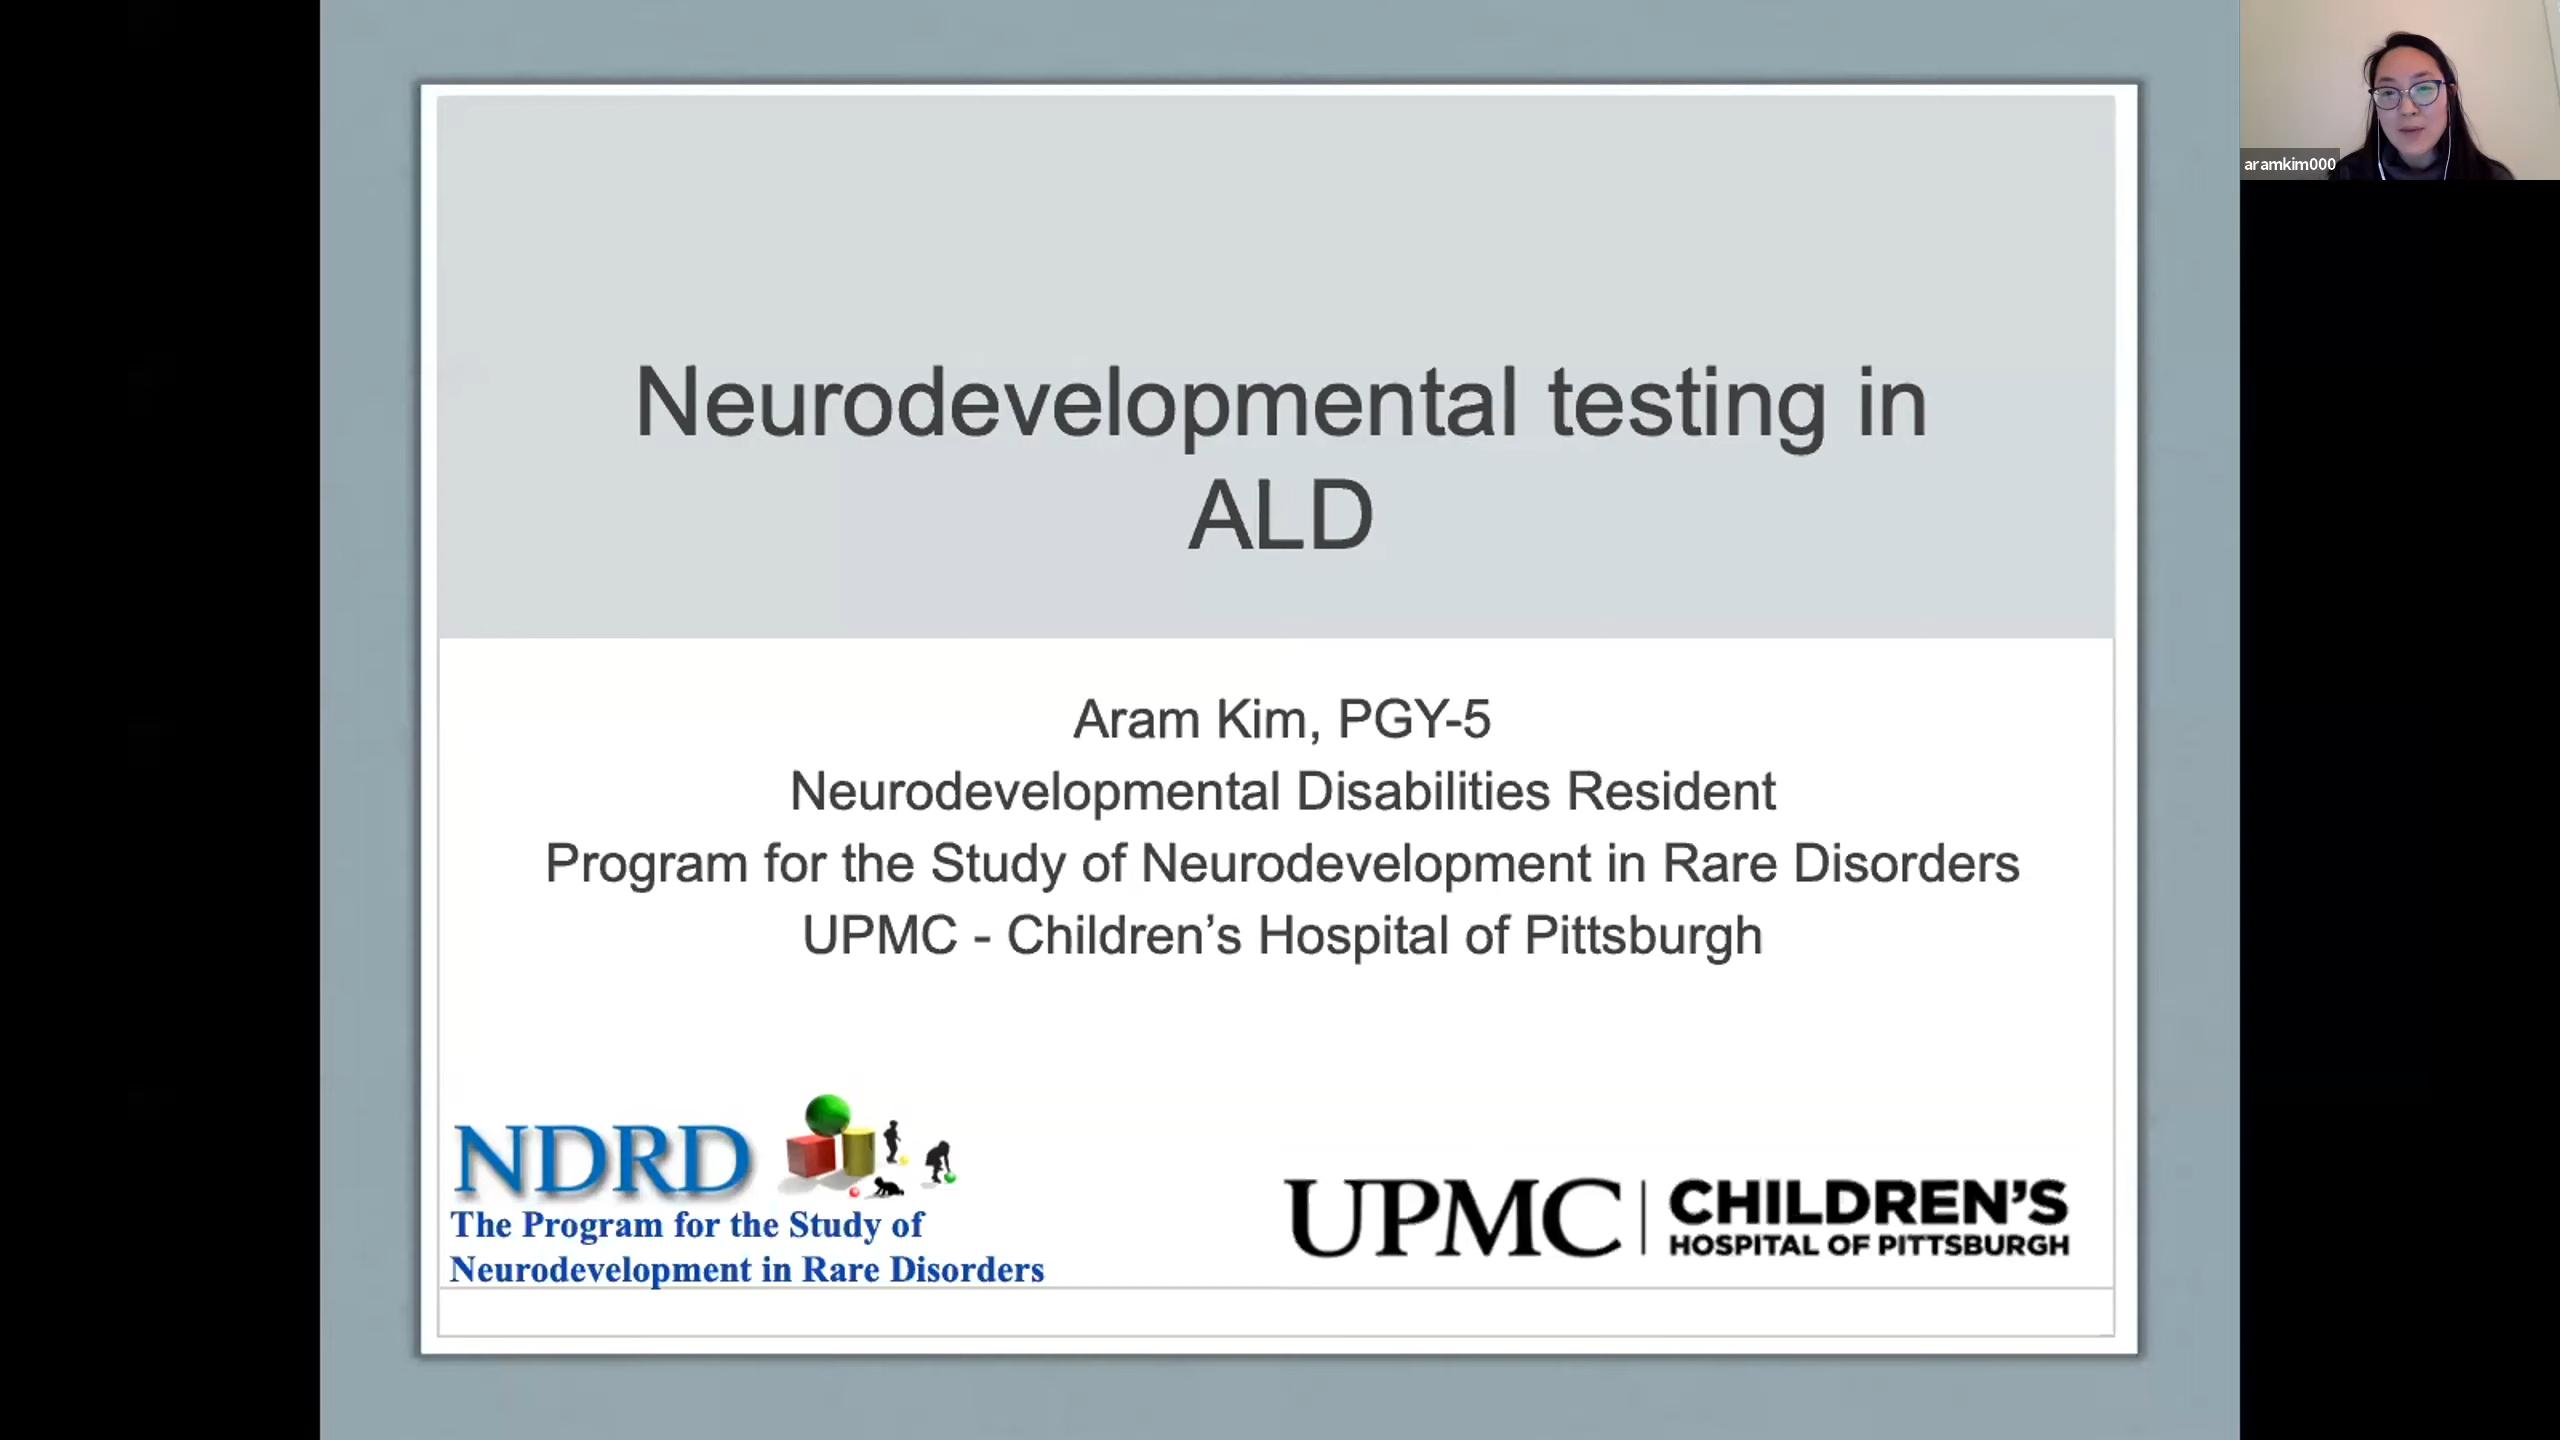 Neurodevelopmental testing in
ALD
Aram Kim, PGY-5
Neurodevelopmental Disabilities Resident
Program for the Study of Neurodevelopment in Rare Disorders
UPMC - Children’s Hospital of Pittsburgh
NDRD
The Program for the Study of
Neurodevelopment in Rare Disorders
UPMC | CHILDREN’S
HOSPITAL OF PITTSBURGH
aramkim000